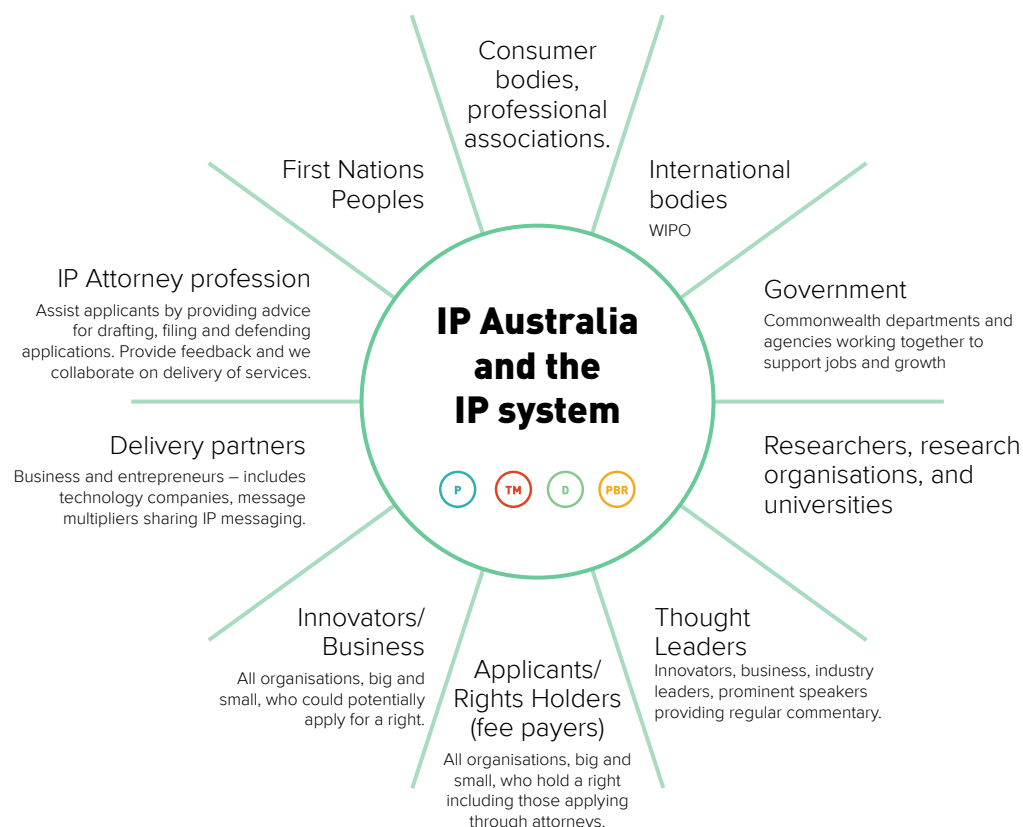 Consumer
bodies,
professional
associations.
First Nations
Peoples
International
bodies
WIPO
IP Attorney profession
Assist applicants by providing advice
for drafting, filing and defending
applications. Provide feedback and we
collaborate on delivery of services.
Government
Commonwealth departments and
agencies working together to
support jobs and growth
IP Australia
and the
IP system
P
TM
D
PBR
Delivery partners
Business and entrepreneurs – includes
technology companies, message
multipliers sharing IP messaging.
Researchers, research
organisations, and
universities
Innovators/
Business
All organisations, big and
small, who could potentially
apply for a right.
Applicants/
Rights Holders
(fee payers)
All organisations, big and
small, who hold a right
including those applying
through attorneys.
Thought
Leaders
Innovators, business, industry
leaders, prominent speakers
providing regular commentary.